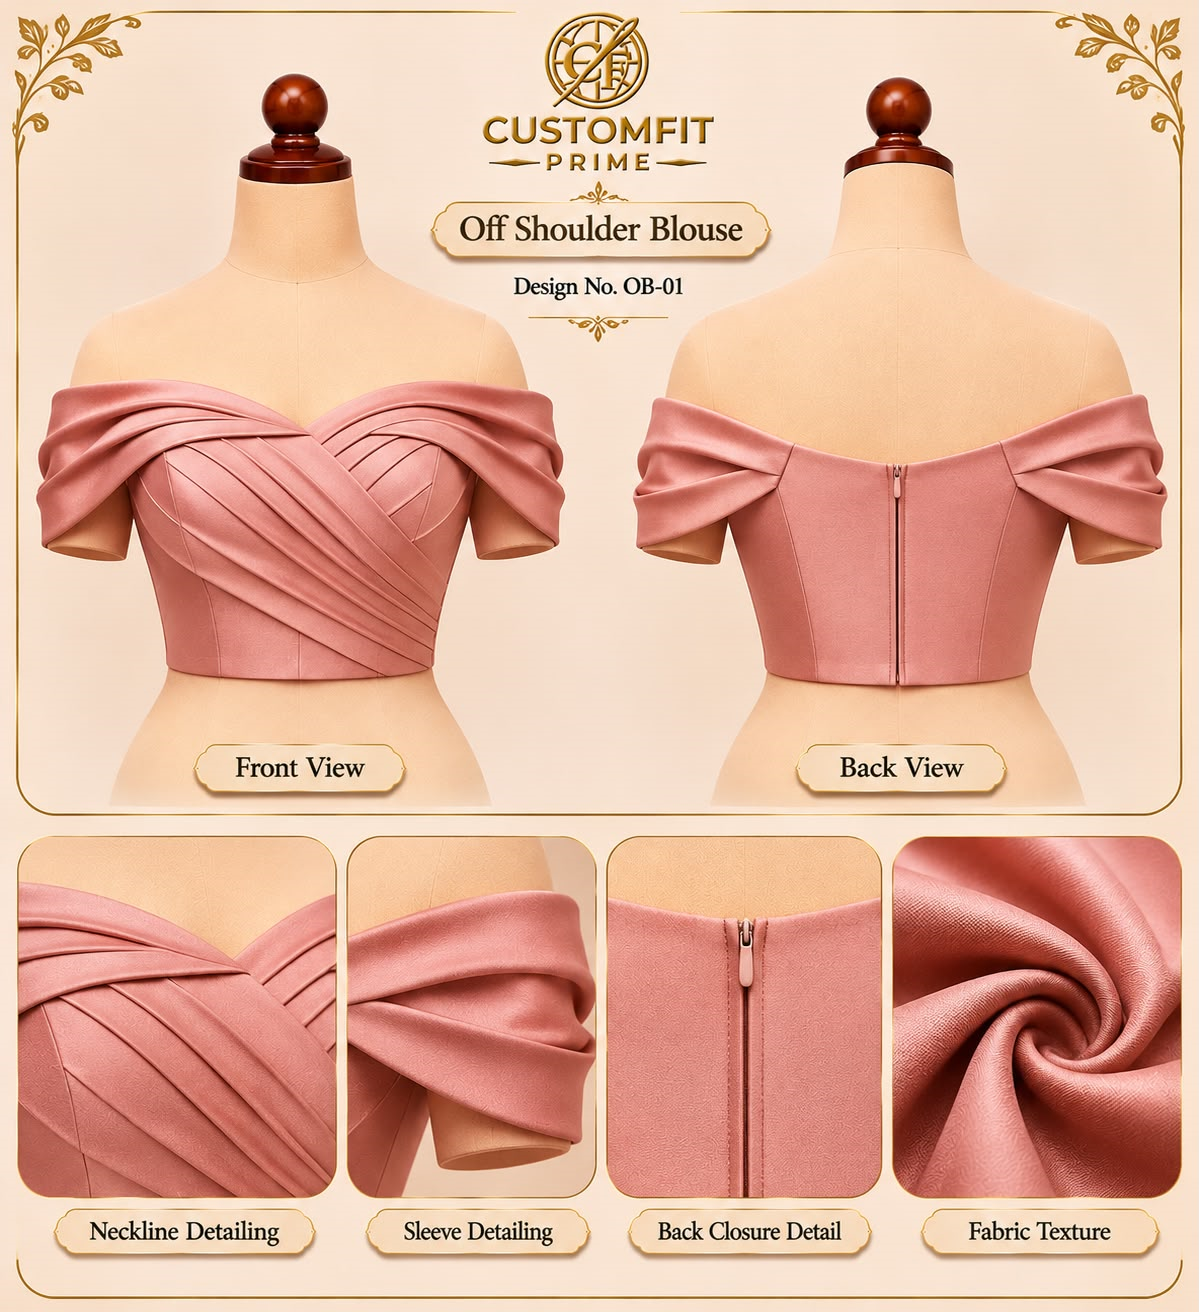 CF
CUSTOMFIT
PRIME
Off Shoulder Blouse
Design No. OB-01
Front View
Back View
Neckline Detailing
Sleeve Detailing
Back Closure Detail
Fabric Texture